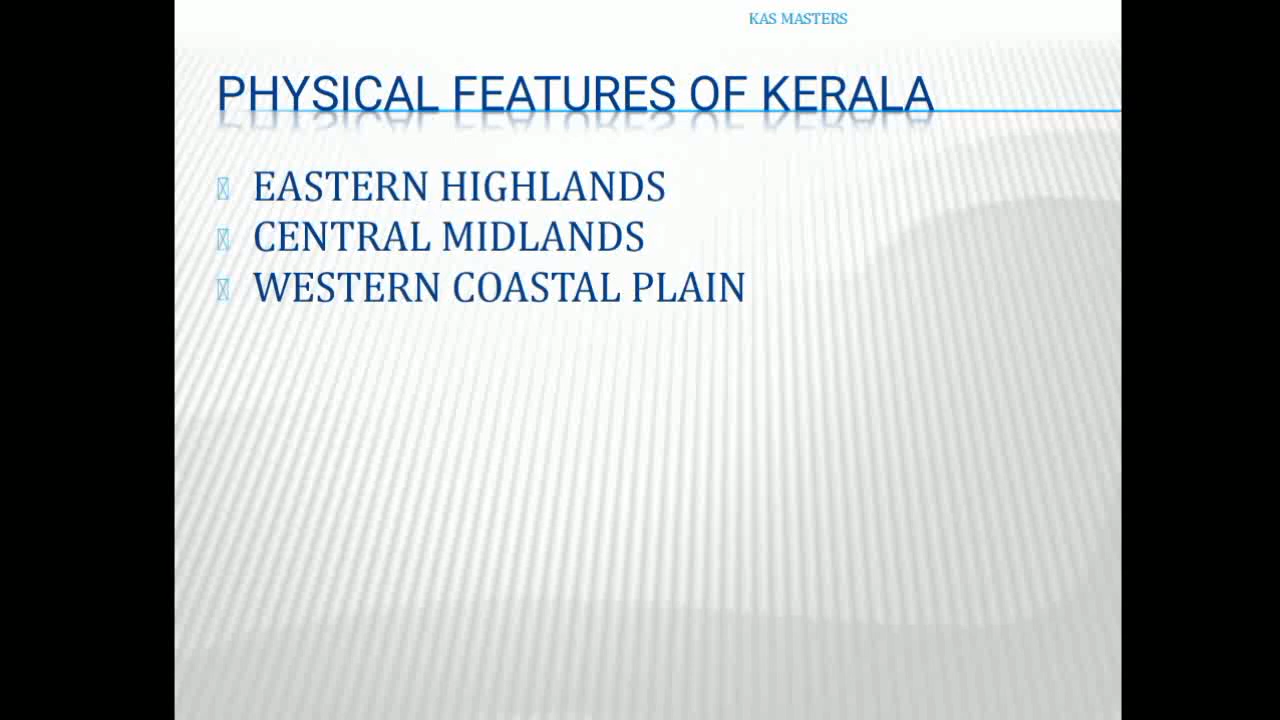 KAS MASTERS
PHYSICAL FEATURES OF KERALA
EASTERN HIGHLANDS
CENTRAL MIDLANDS
WESTERN COASTAL PLAIN